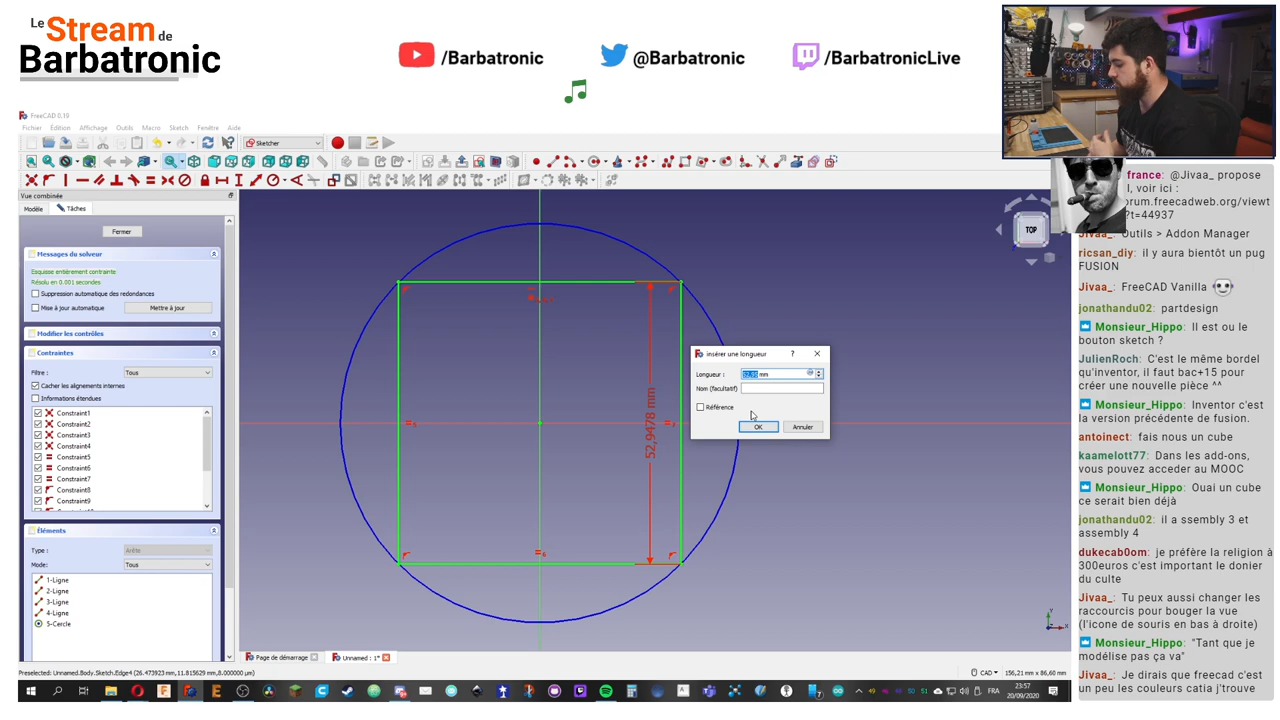 Le
Stream de
Barbatronic
/Barbatronic
@Barbatronic
/BarbatronicLive
FreeCAD 0.19
Fichier Édition Affichage Outils Macro Sketch Fenêtre Aide
Sketcher
Vue combinée
Modèle Tâches
Fermer
Messages du solveur
Esquisse entièrement contrainte
Résolu en 0.001 secondes
Suppression automatique des redondances
Mise à jour automatique
Mettre à jour
Modifier les contrôles
Contraintes
Filtre : Tous
Cacher les alignements internes
Informations étendues
Constraint1
Constraint2
Constraint3
Constraint4
Constraint5
Constraint6
Constraint7
Constraint8
Constraint9
Éléments
Type : Arête
Mode: Tous
1-Ligne
2-Ligne
3-Ligne
4-Ligne
5-Cercle
52,9478 mm
TOP
insérer une longueur ?
Longueur : 52,95 mm
Nom (facultatif)
Référence
OK Annuler
Page de démarrage
Unnamed : 1*
Preselected: Unnamed.Body.Sketch.Edge4 (26.473923 mm, 11.815629 mm, 8.000000 µm)
CAD 156,21 mm x 86,60 mm
FRA
23:57
20/09/2020
france: @Jivaa_ propose
l, voir ici :
orum.freecadweb.org/viewt
?t=44937
Jivaa_: Outils > Addon Manager
ricsan_diy: il y aura bientôt un pug
FUSION
Jivaa_: FreeCAD Vanilla
jonathandu02: partdesign
Monsieur_Hippo: Il est ou le
bouton sketch ?
JulienRoch: C'est le même bordel
qu'inventor, il faut bac+15 pour
créer une nouvelle pièce ^^
Monsieur_Hippo: Inventor c'est
la version précédente de fusion.
antoinect: fais nous un cube
kaamelott77: Dans les add-ons,
vous pouvez acceder au MOOC
Monsieur_Hippo: Ouai un cube
ce serait bien déjà
jonathandu02: il a ssembly 3 et
assembly 4
dukecab0om: je préfère la religion à
300euros c'est important le donier
du culte
Jivaa_: Tu peux aussi changer les
raccourcis pour bouger la vue
(l'icone de souris en bas à droite)
Monsieur_Hippo: "Tant que je
modélise pas ça va"
Jivaa_: Je dirais que freecad c'est
un peu les couleurs catia j'trouve